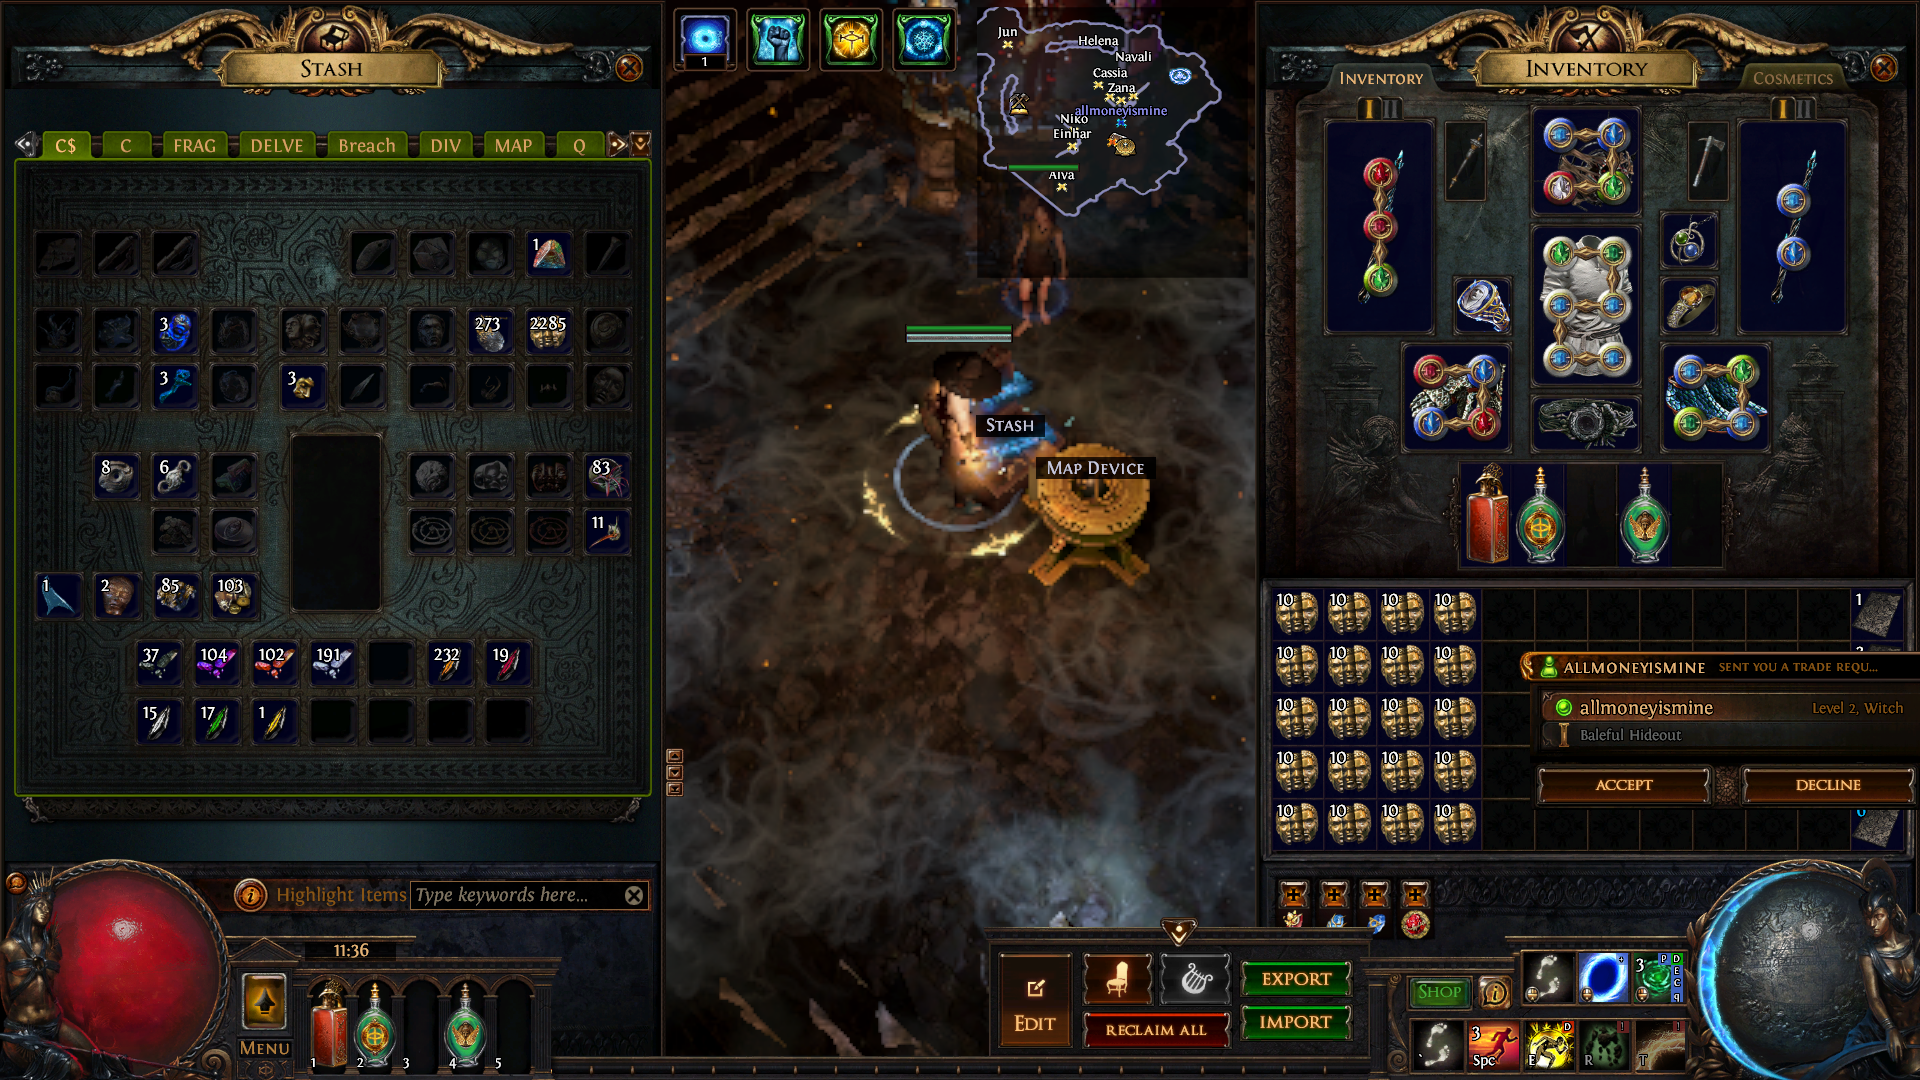 STASH
C$ C FRAG DELVE Breach DIV MAP Q
1
3 273 2285
3 3
8 6 83
11
1 2 85 103
37 104 102 191 232 19
15 17 1
Highlight Items Type keywords here...
11:36
MENU
1 2 3 4 5
1
Jun
Helena
Navali
Cassia
Zana
allmoneyismine
Niko
Einhar
Alva
STASH
MAP DEVICE
EDIT
RECLAIM ALL
EXPORT
IMPORT
INVENTORY
INVENTORY
COSMETICS
I II
I II
10 10 10 10 1
10 10 10 10
10 10 10 10
10 10 10 10
10 10 10 10
ALLMONEYISMINE SENT YOU A TRADE REQU...
allmoneyismine Level 2, Witch
Baleful Hideout
ACCEPT DECLINE
SHOP
3 P D E C q
3 Spc E D R T